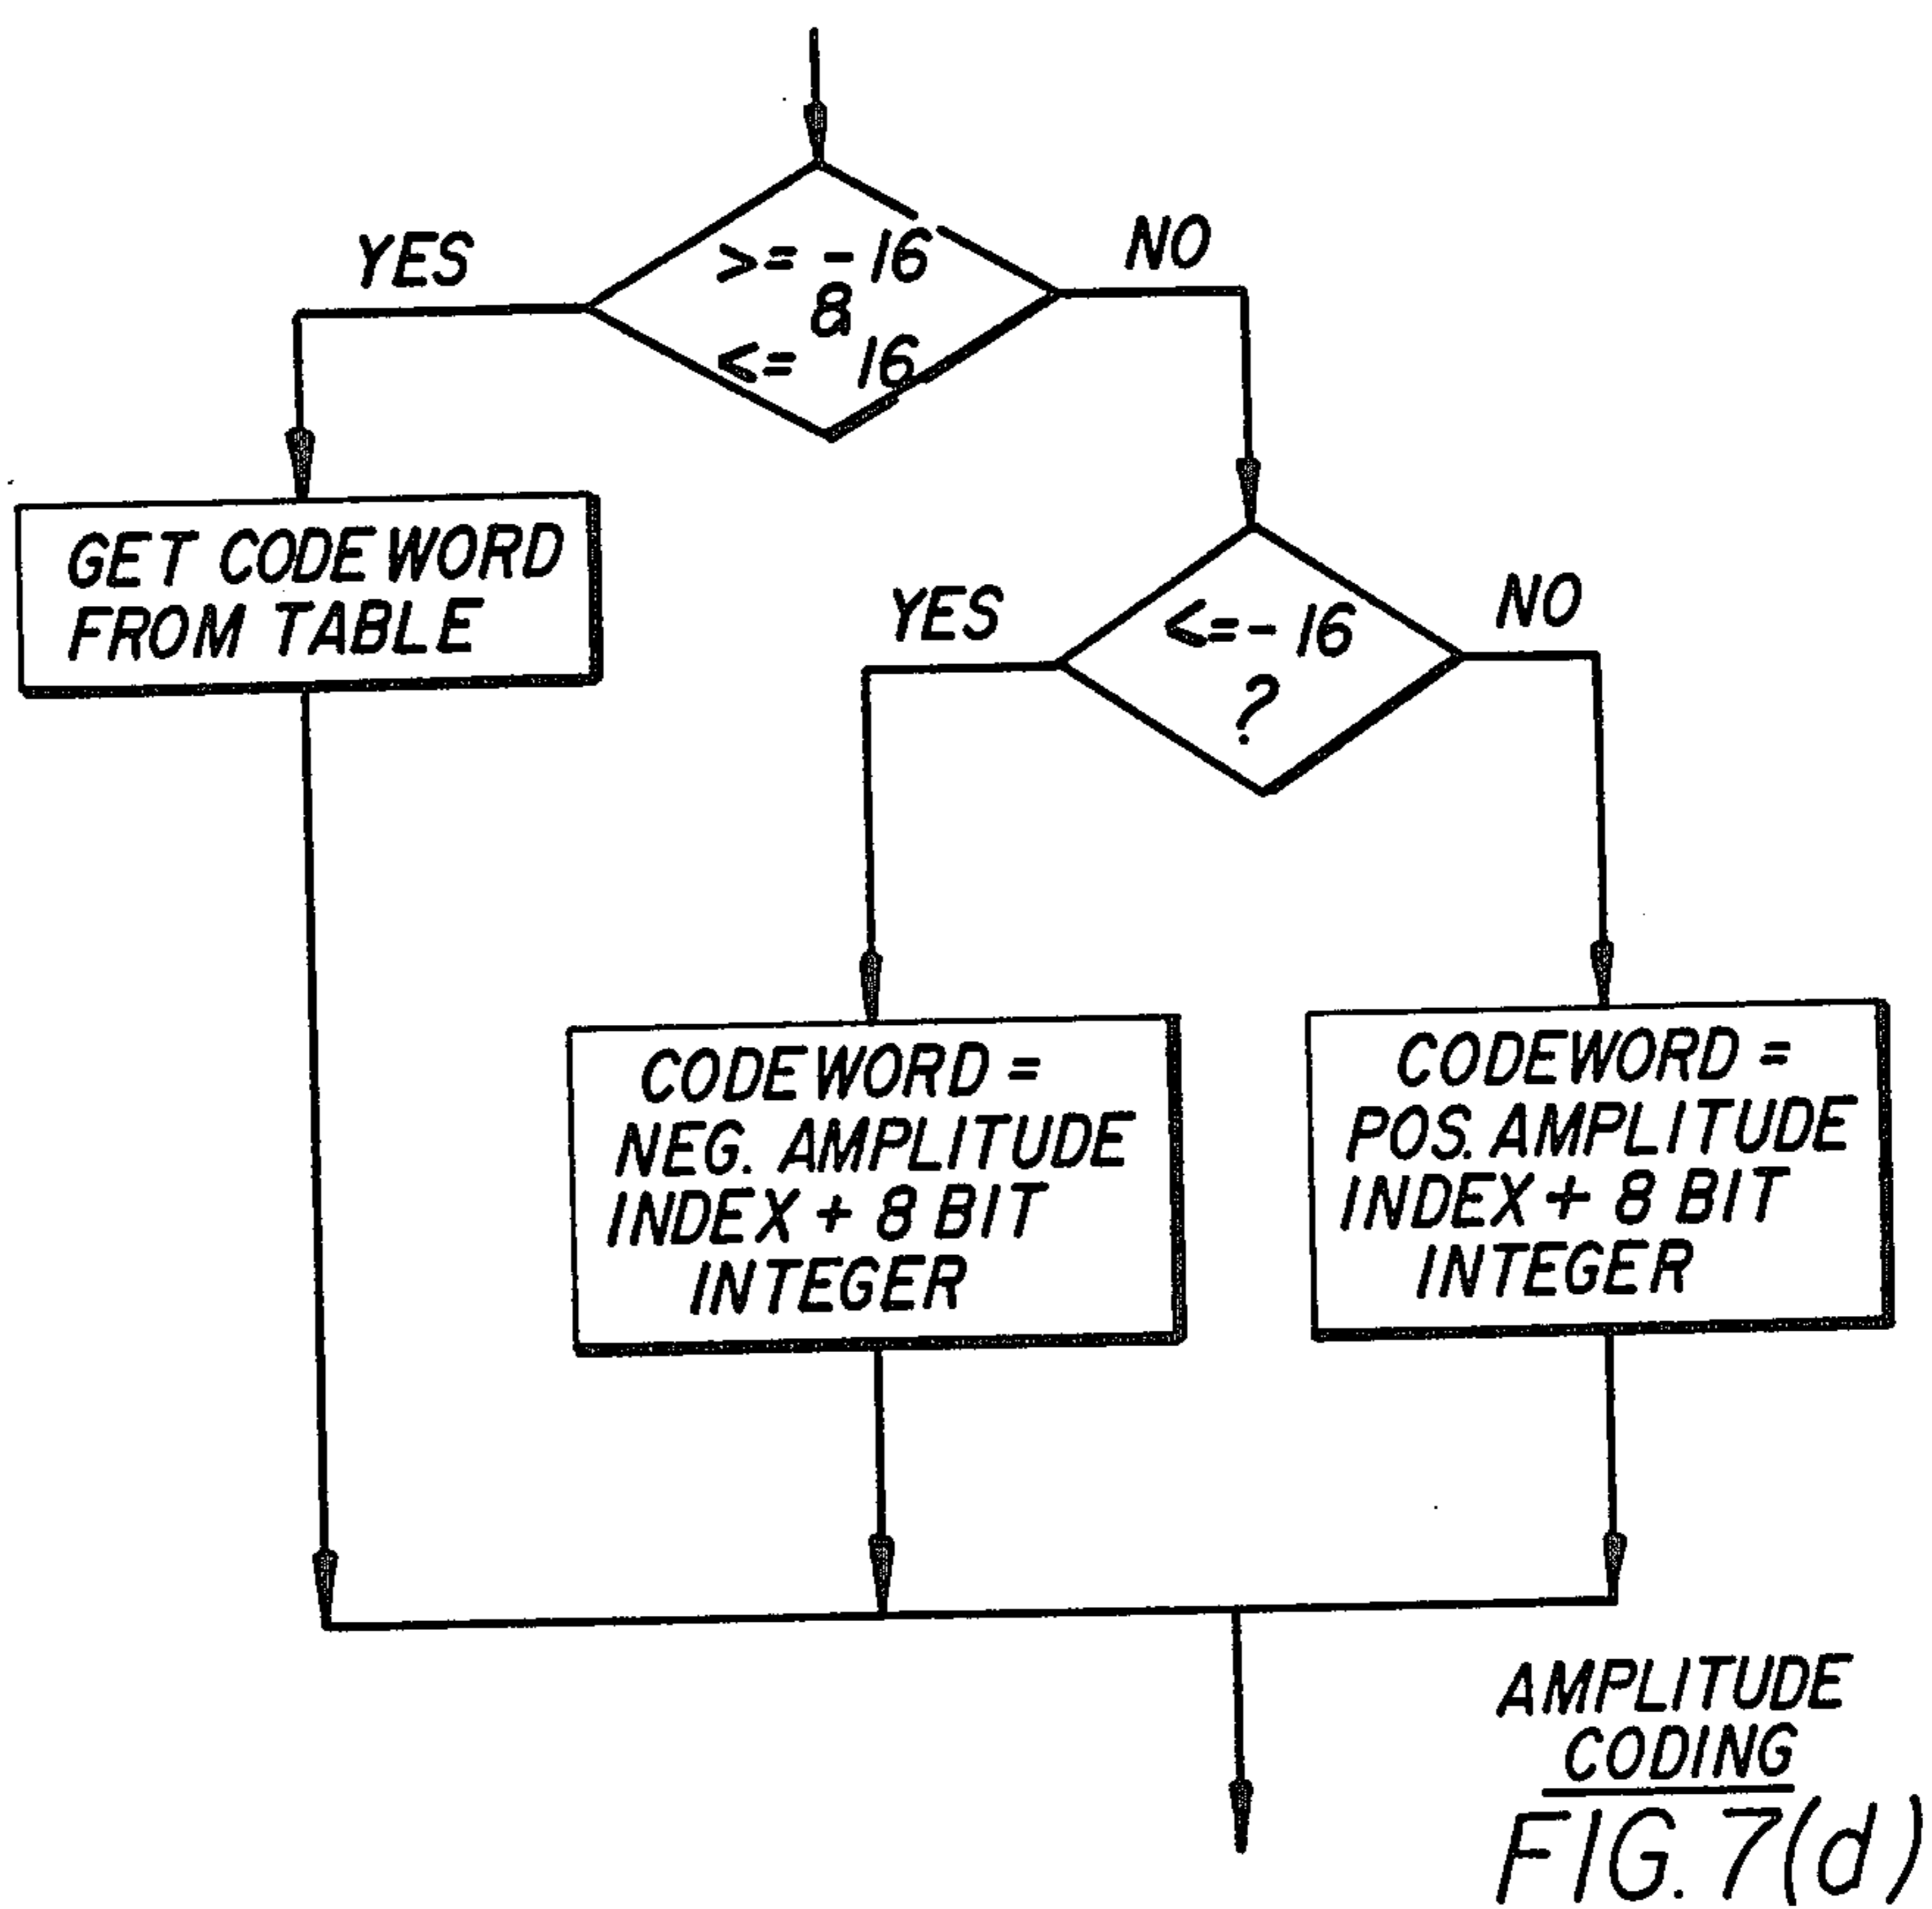 YES
>= -16
&
<= 16
NO
GET CODEWORD
FROM TABLE
YES
<=-16
?
NO
CODEWORD =
NEG. AMPLITUDE
INDEX + 8 BIT
INTEGER
CODEWORD =
POS. AMPLITUDE
INDEX + 8 BIT
INTEGER
AMPLITUDE
CODING
FIG. 7(d)